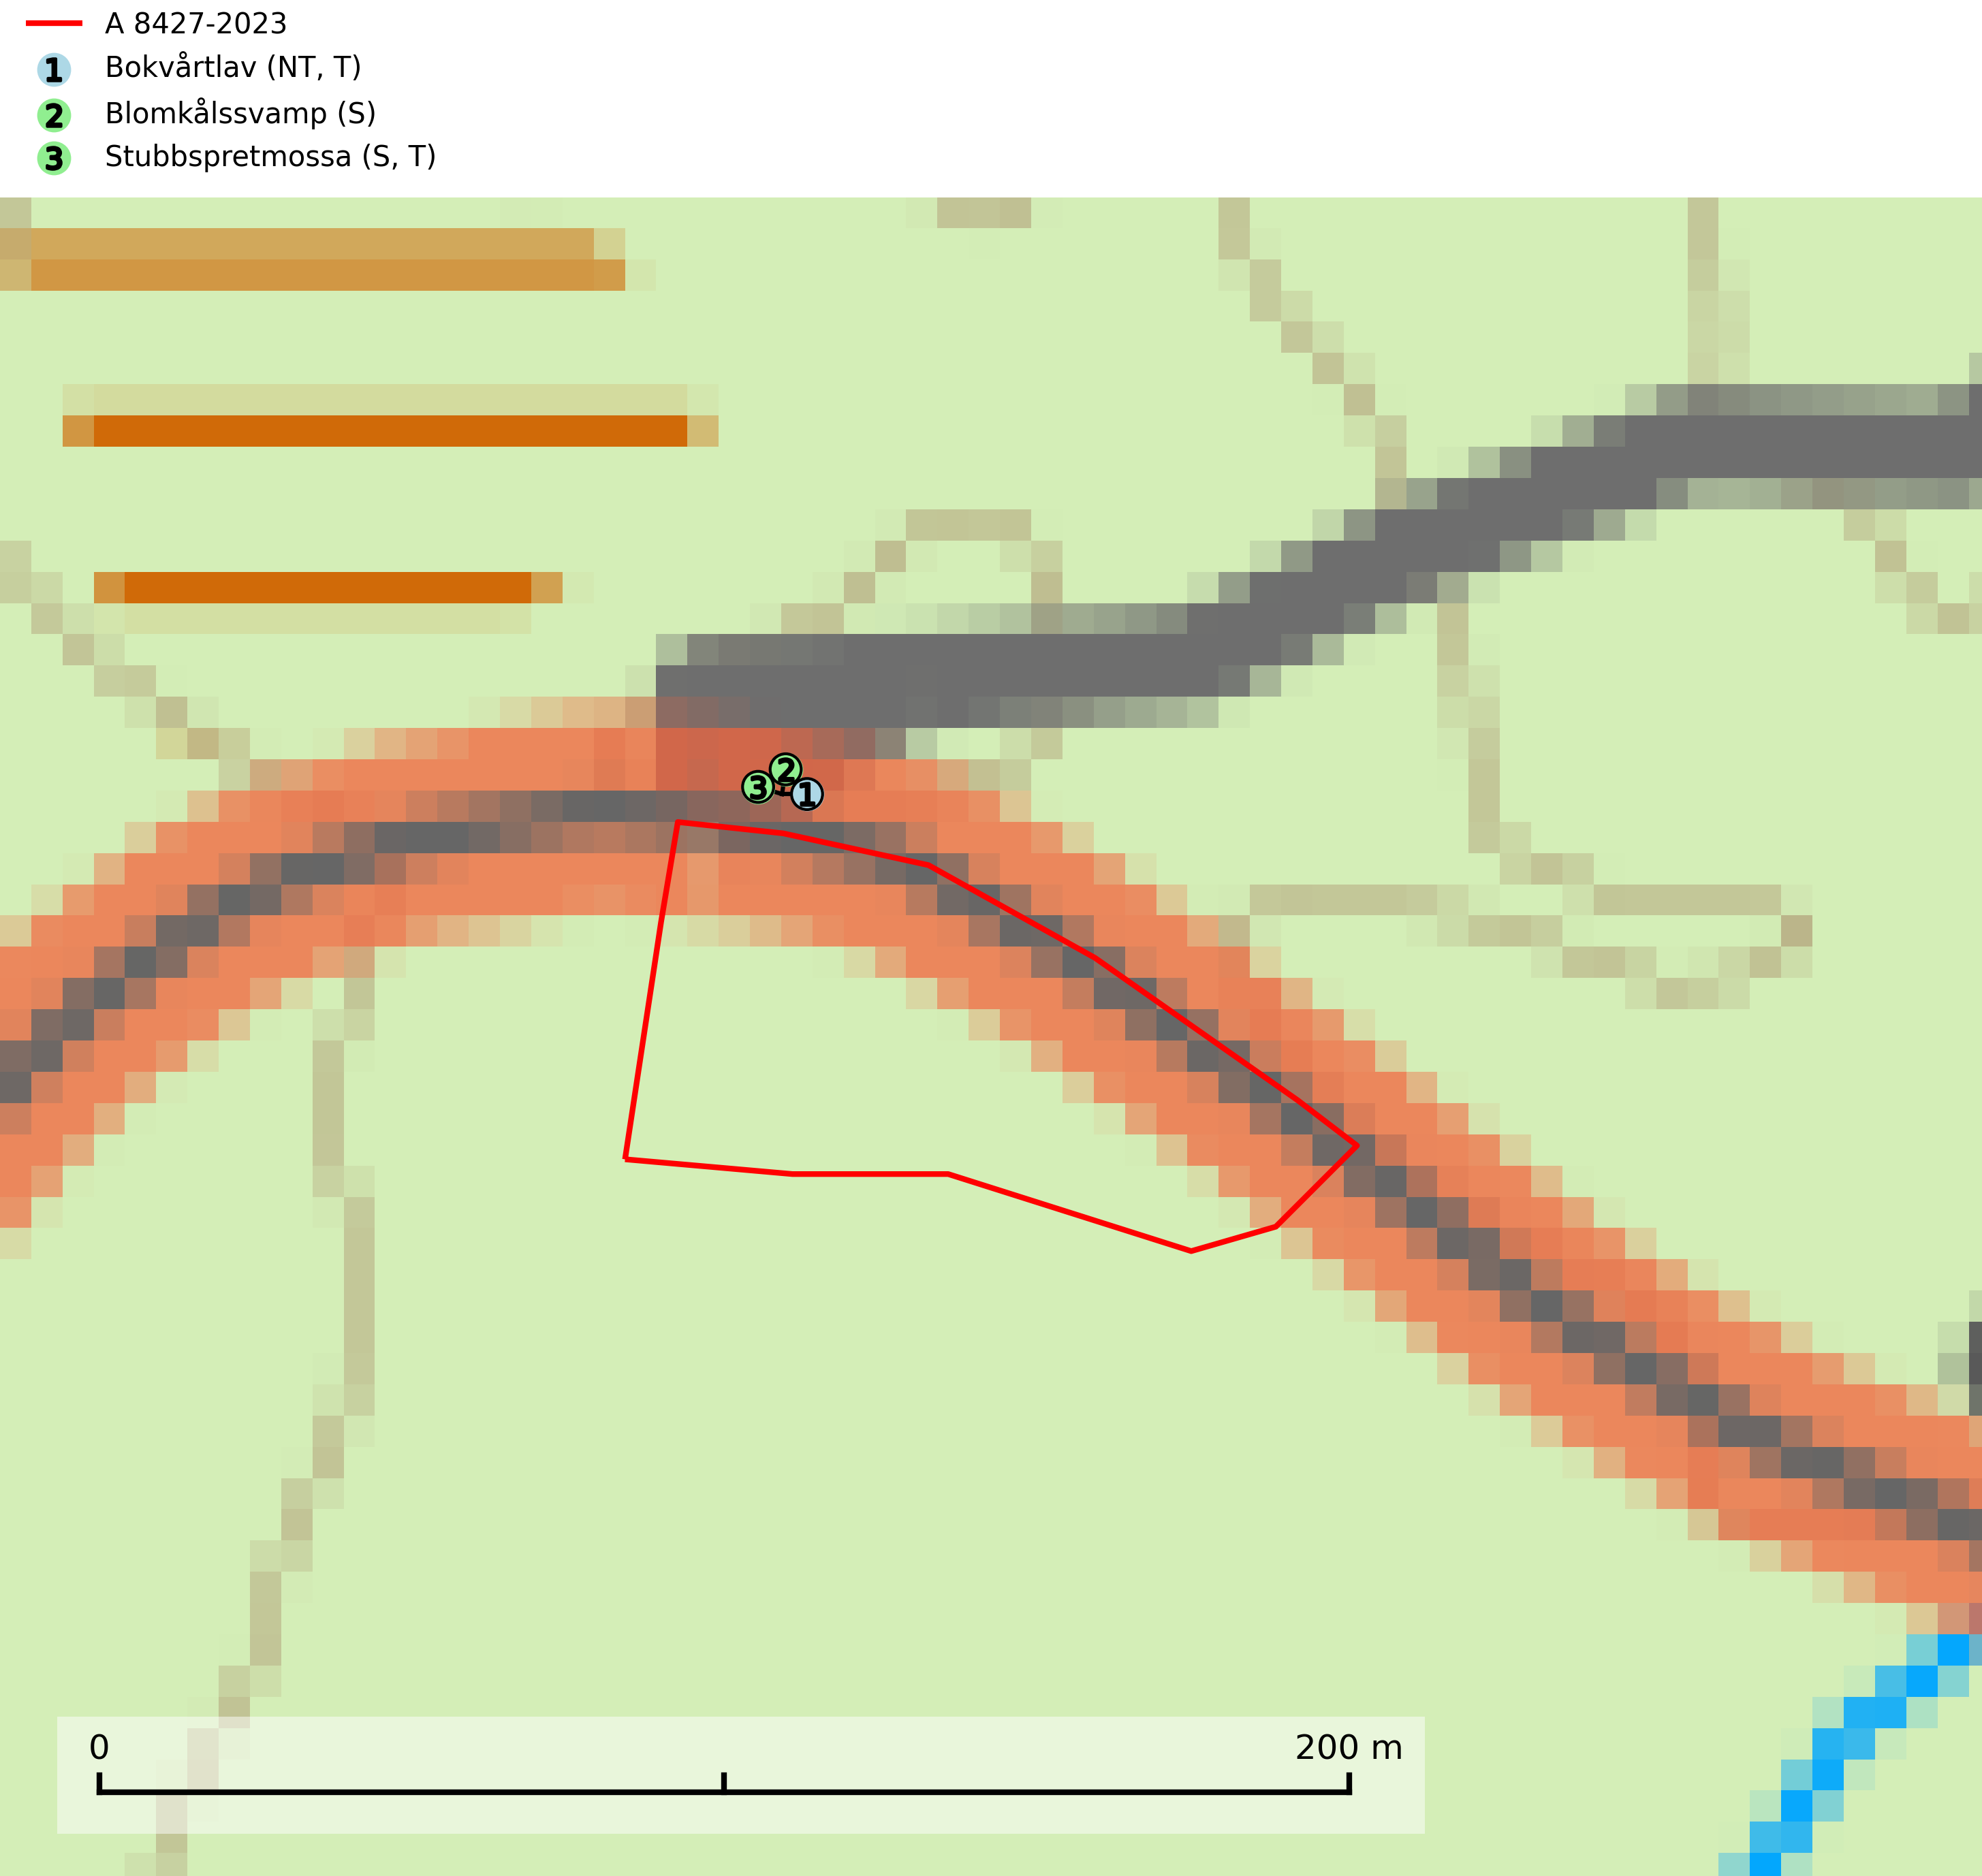 A 8427-2023
1 Bokvårtlav (NT, T)
2 Blomkålssvamp (S)
3 Stubbspretmossa (S, T)
2
3 1
0 200 m